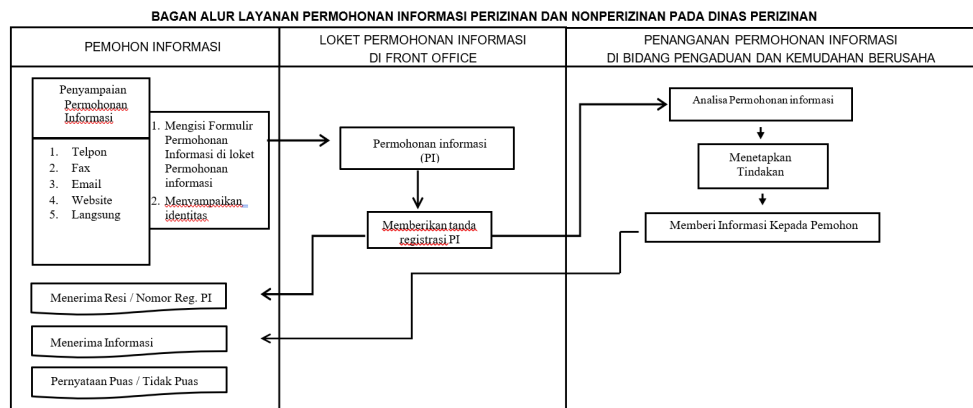 BAGAN ALUR LAYANAN PERMOHONAN INFORMASI PERIZINAN DAN NONPERIZINAN PADA DINAS PERIZINAN
PEMOHON INFORMASI
LOKET PERMOHONAN INFORMASI
DI FRONT OFFICE
PENANGANAN PERMOHONAN INFORMASI
DI BIDANG PENGADUAN DAN KEMUDAHAN BERUSAHA
Penyampaian
Permohonan
Informasi
1. Telpon
2. Fax
3. Email
4. Website
5. Langsung
1. Mengisi Formulir
Permohonan
Informasi di loket
Permohonan
informasi
2. Menyampaikan
identitas
Permohonan informasi
(PI)
Memberikan tanda
registrasi PI
Analisa Permohonan informasi
Menetapkan
Tindakan
Memberi Informasi Kepada Pemohon
Menerima Resi / Nomor Reg. PI
Menerima Informasi
Pernyataan Puas / Tidak Puas